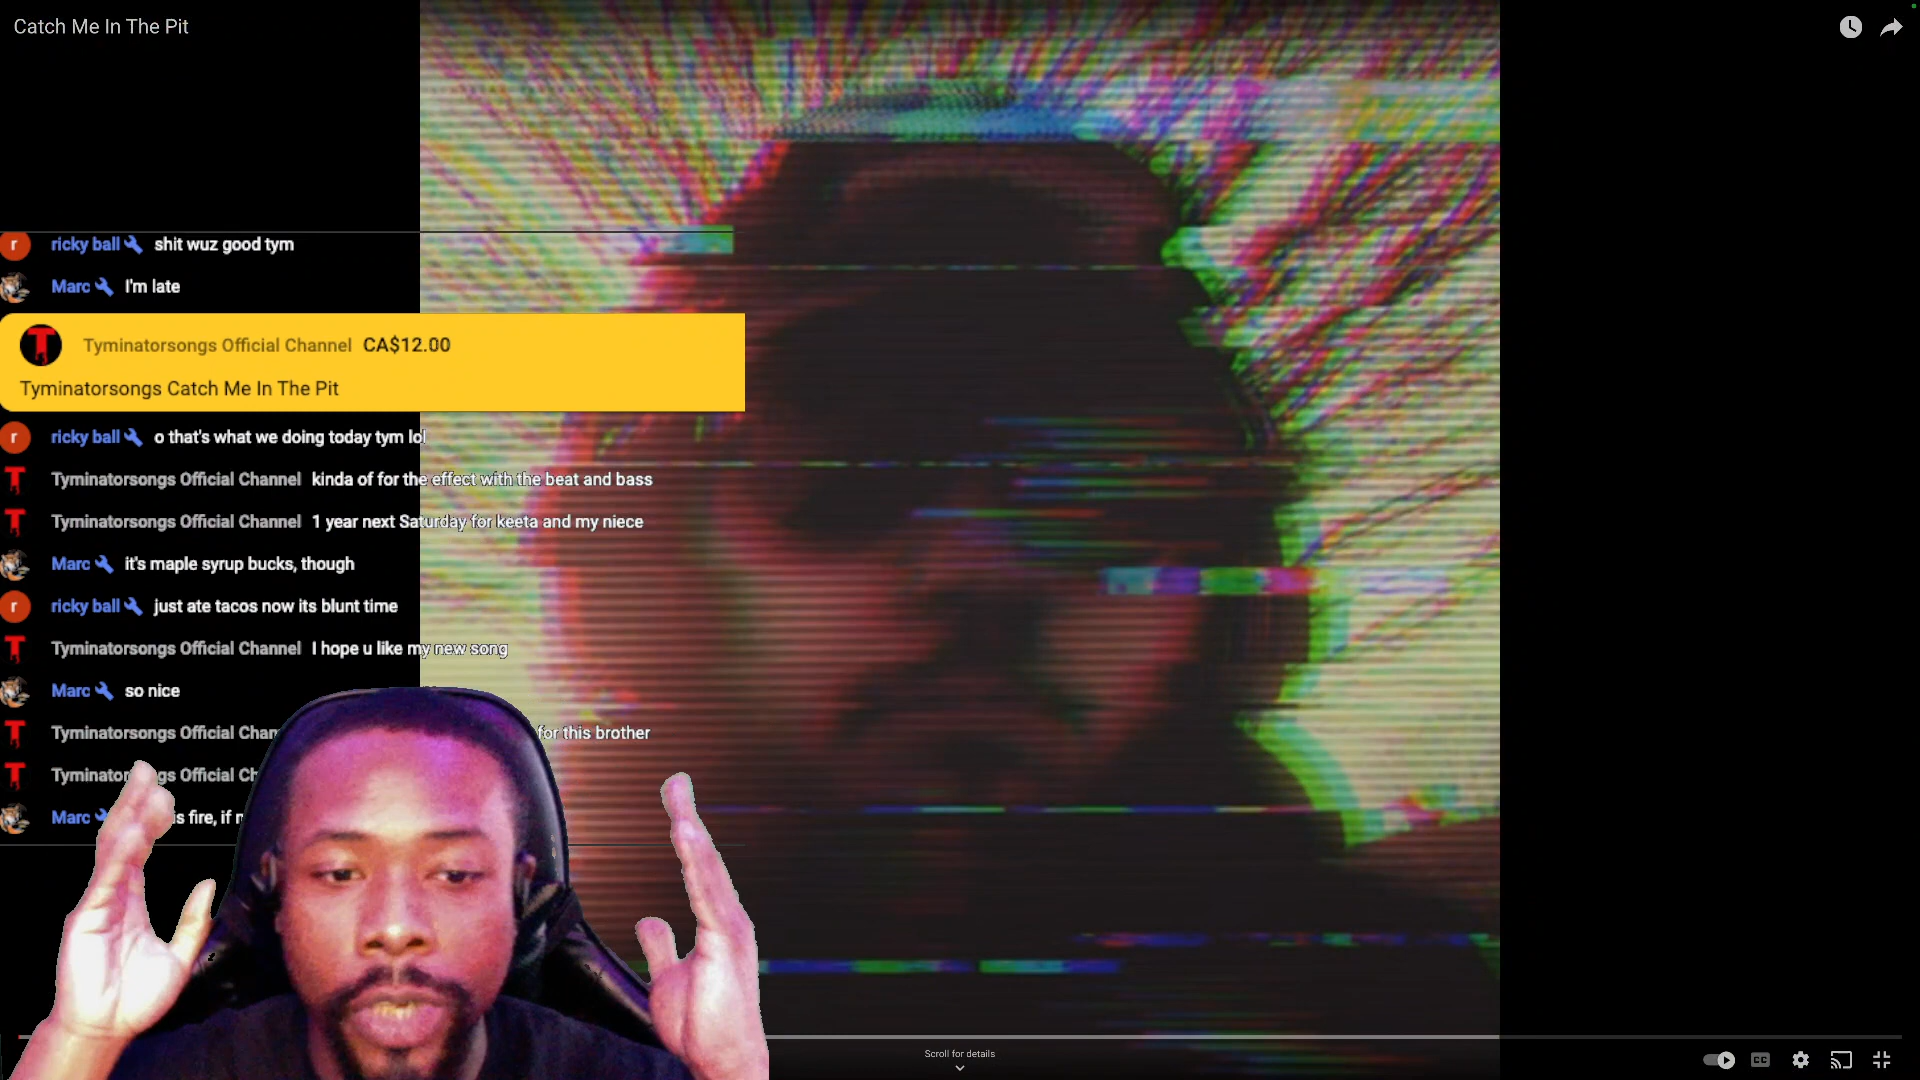 Catch Me In The Pit
r ricky ball shit wuz good tym
Marc I'm late
Tyminatorsongs Official Channel CA$12.00
Tyminatorsongs Catch Me In The Pit
r ricky ball o that's what we doing today tym lol
Tyminatorsongs Official Channel kinda of for the effect with the beat and bass
Tyminatorsongs Official Channel 1 year next Saturday for keeta and my niece
Marc it's maple syrup bucks, though
r ricky ball just ate tacos now its blunt time
Tyminatorsongs Official Channel I hope u like my new song
Marc so nice
Tyminatorsongs Official for this brother
Official
Marc is fire, if
Scroll for details
CC